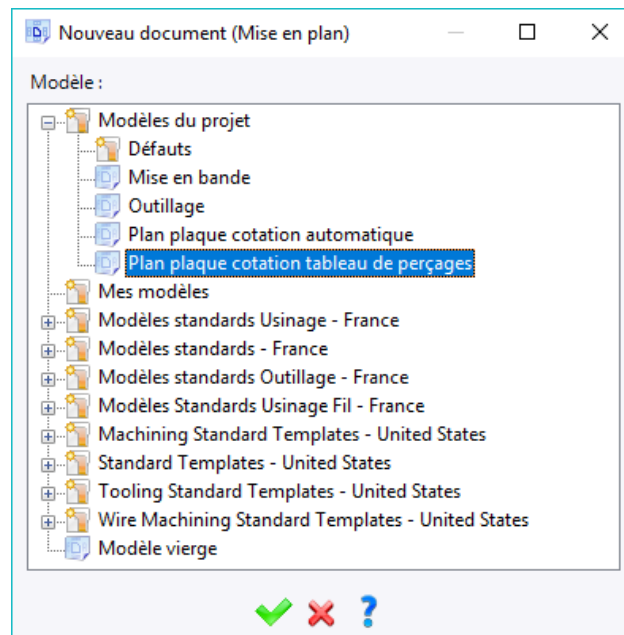 Nouveau document (Mise en plan)
Modèle :
Modèles du projet
Défauts
Mise en bande
Outillage
Plan plaque cotation automatique
Plan plaque cotation tableau de perçages
Mes modèles
Modèles standards Usinage - France
Modèles standards - France
Modèles standards Outillage - France
Modèles Standards Usinage Fil - France
Machining Standard Templates - United States
Standard Templates - United States
Tooling Standard Templates - United States
Wire Machining Standard Templates - United States
Modèle vierge